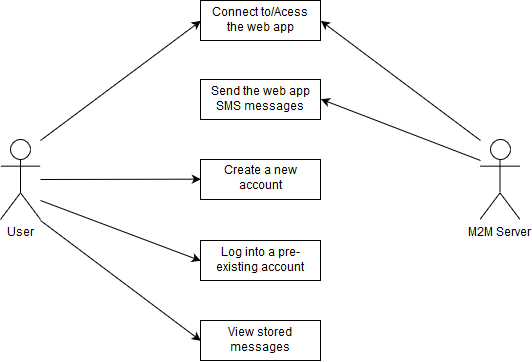 Connect to/Acess
the web app
Send the web app
SMS messages
Create a new
account
User
M2M Server
Log into a pre-
existing account
View stored
messages